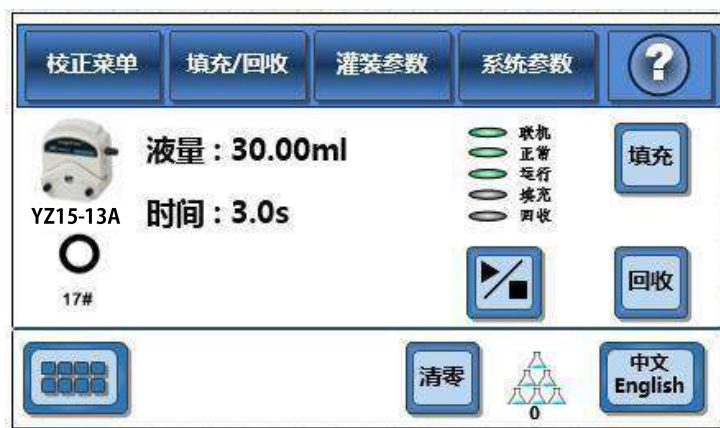 校正菜单
填充/回收
灌装参数
系统参数
?
液量：30.00ml
时间：3.0s
YZ15-13A
17#
联机
正常
运行
填充
回收
填充
回收
清零
0
中文
English